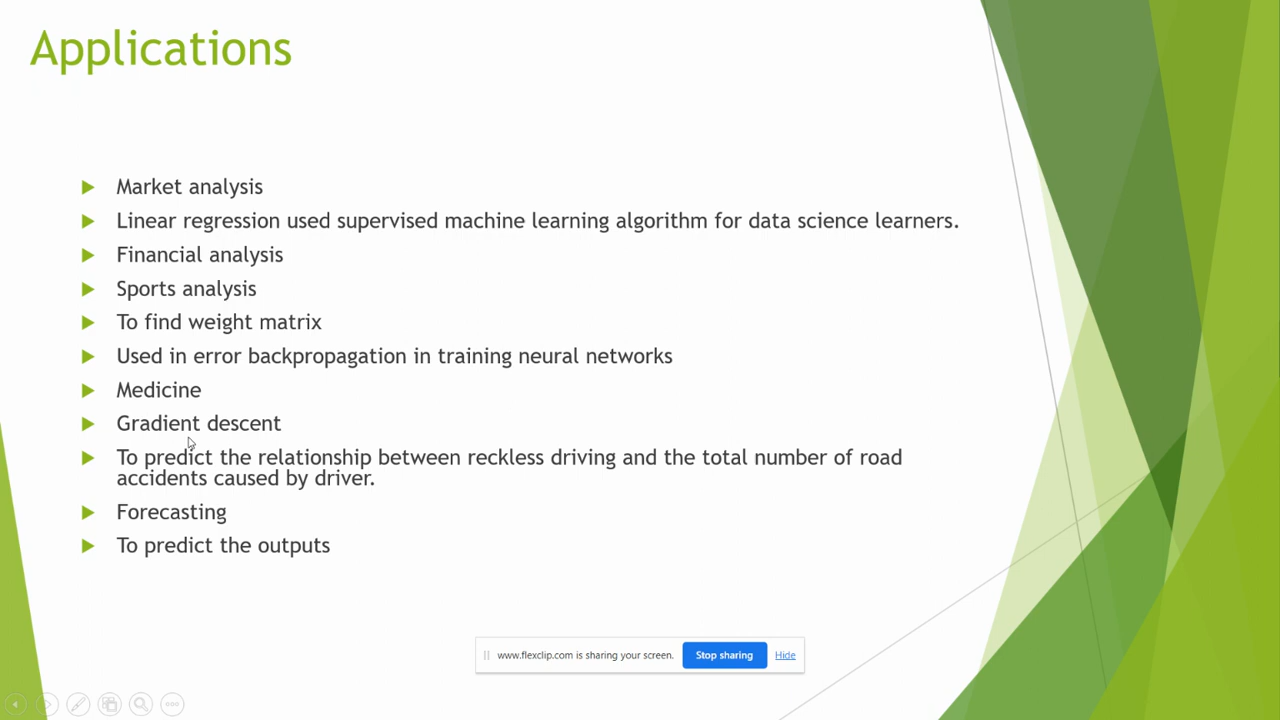 Applications
Market analysis
Linear regression used supervised machine learning algorithm for data science learners.
Financial analysis
Sports analysis
To find weight matrix
Used in error backpropagation in training neural networks
Medicine
Gradient descent
To predict the relationship between reckless driving and the total number of road
accidents caused by driver.
Forecasting
To predict the outputs
www.flexclip.com is sharing your screen. Stop sharing Hide